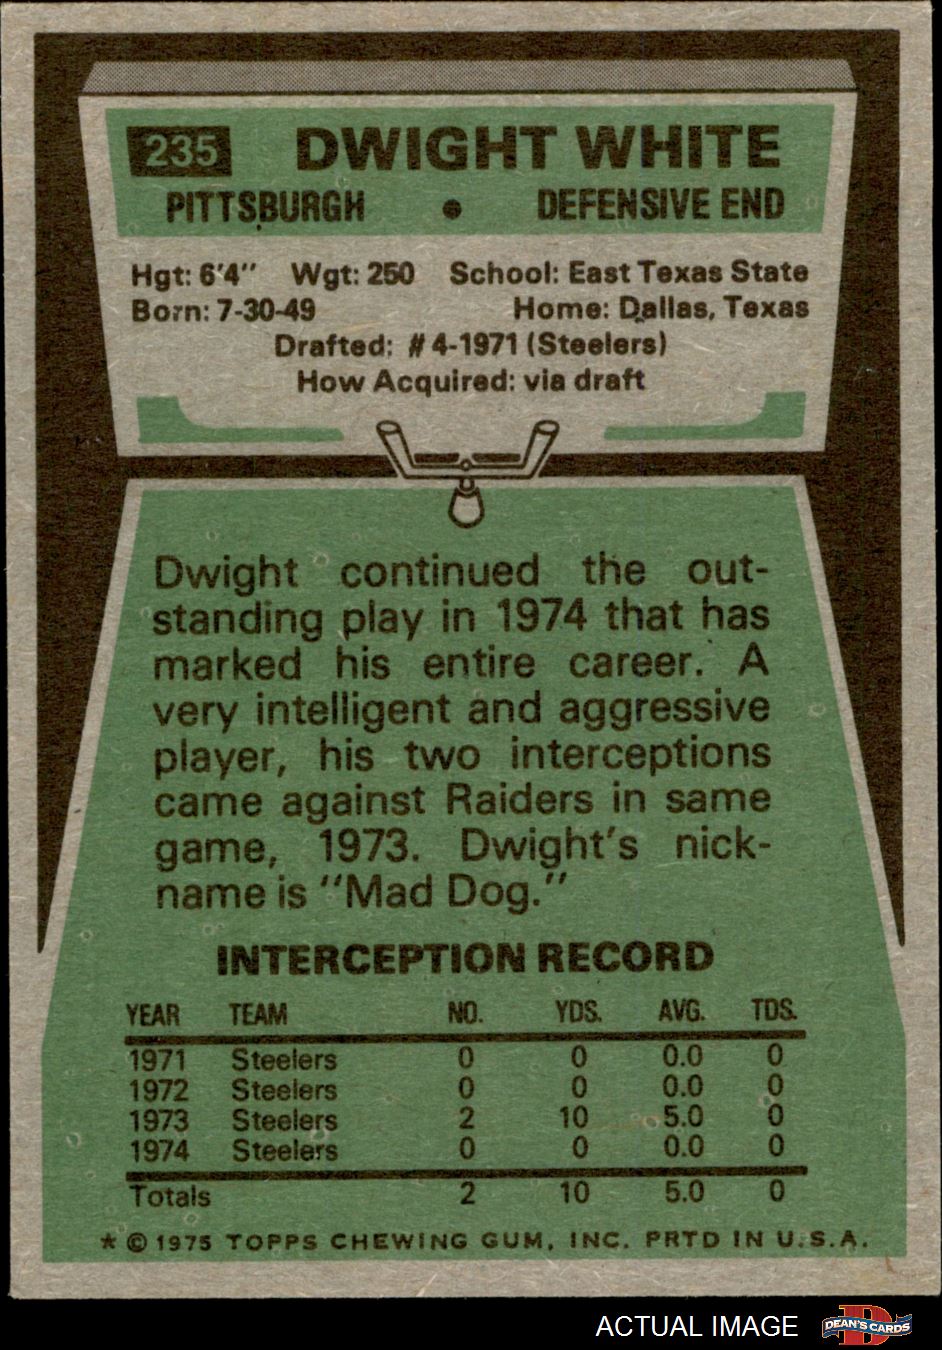 235 DWIGHT WHITE
PITTSBURGH • DEFENSIVE END
Hgt: 6'4" Wgt: 250 School: East Texas State
Born: 7-30-49 Home: Dallas, Texas
Drafted: #4-1971 (Steelers)
How Acquired: via draft
Dwight continued the out-
standing play in 1974 that has
marked his entire career. A
very intelligent and aggressive
player, his two interceptions
came against Raiders in same
game, 1973. Dwight's nick-
name is "Mad Dog."
INTERCEPTION RECORD
YEAR TEAM NO. YDS. AVG. TDS.
1971 Steelers 0 0 0.0 0
1972 Steelers 0 0 0.0 0
1973 Steelers 2 10 5.0 0
1974 Steelers 0 0 0.0 0
Totals 2 10 5.0 0
* © 1975 TOPPS CHEWING GUM, INC. PRTD IN U.S.A.
ACTUAL IMAGE D DEAN'S CARDS